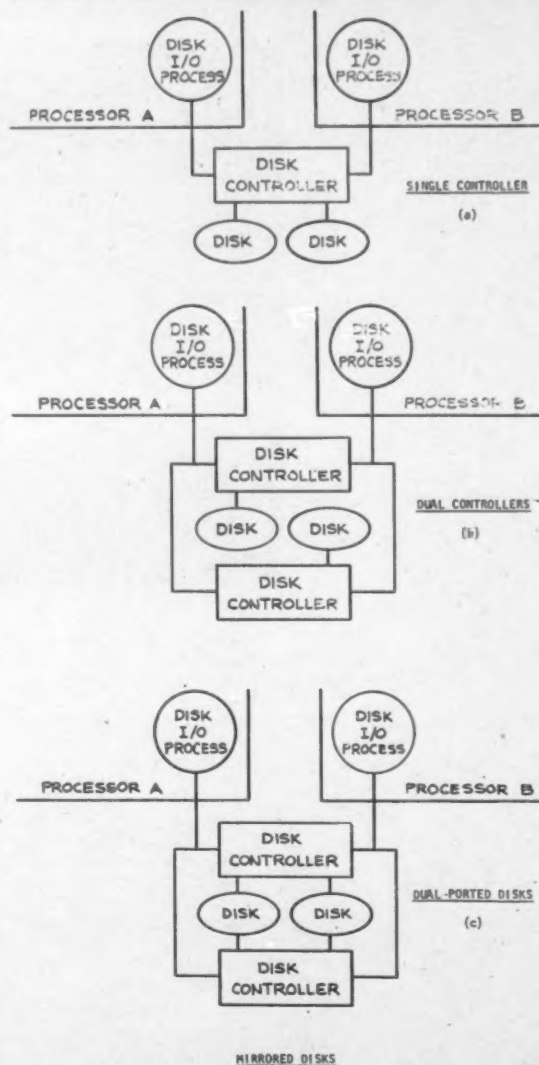 DISK
I/O
PROCESS
DISK
I/O
PROCESS
PROCESSOR A
PROCESSOR B
DISK
CONTROLLER
SINGLE CONTROLLER
(a)
DISK
DISK
DISK
I/O
PROCESS
DISK
I/O
PROCESS
PROCESSOR A
PROCESSOR B
DISK
CONTROLLER
DUAL CONTROLLERS
(b)
DISK
DISK
DISK
CONTROLLER
DISK
I/O
PROCESS
DISK
I/O
PROCESS
PROCESSOR A
PROCESSOR B
DISK
CONTROLLER
DUAL-PORTED DISKS
(c)
DISK
DISK
DISK
CONTROLLER
MIRRORED DISKS